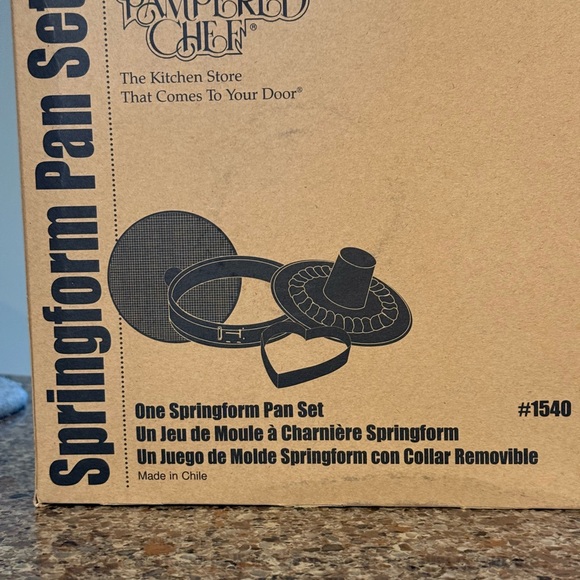 Springform Pan Set
PAMPERED
CHEF®
The Kitchen Store
That Comes To Your Door®
One Springform Pan Set
#1540
Un Jeu de Moule à Charnière Springform
Un Juego de Molde Springform con Collar Removible
Made in Chile